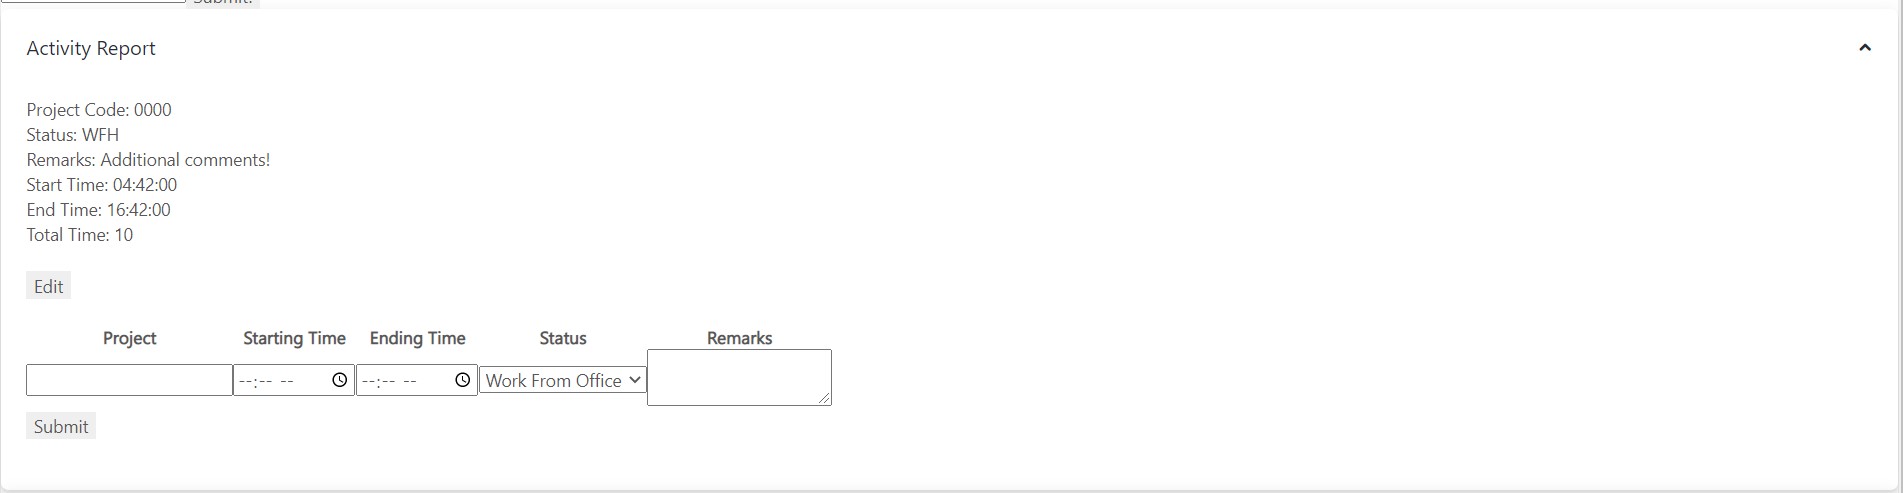 Submit.
Activity Report
Project Code: 0000
Status: WFH
Remarks: Additional comments!
Start Time: 04:42:00
End Time: 16:42:00
Total Time: 10
Edit
Project Starting Time Ending Time Status Remarks
--:-- -- --:-- -- Work From Office
Submit